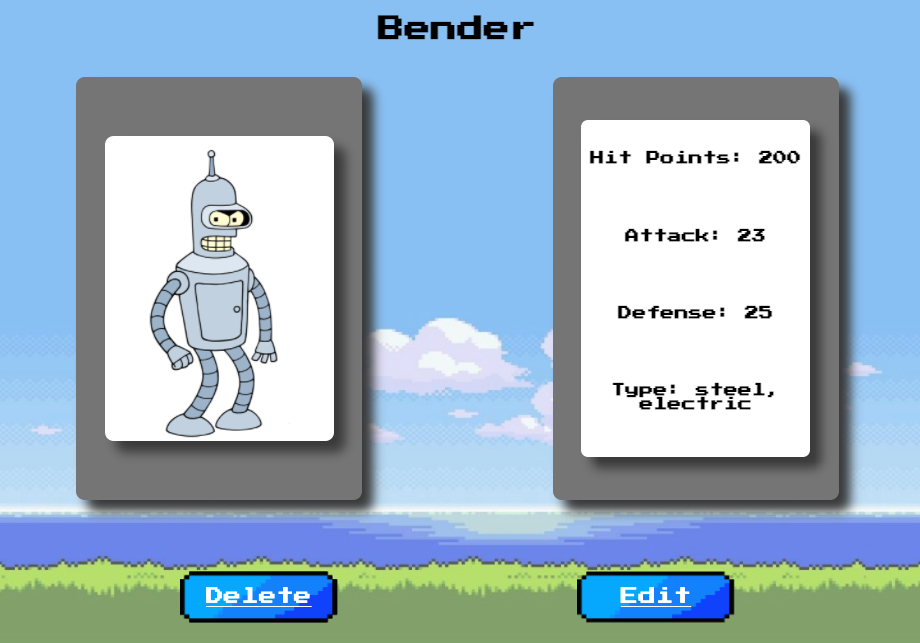 Bender
Hit Points: 200
Attack: 23
Defense: 25
Type: steel,
electric
Delete
Edit